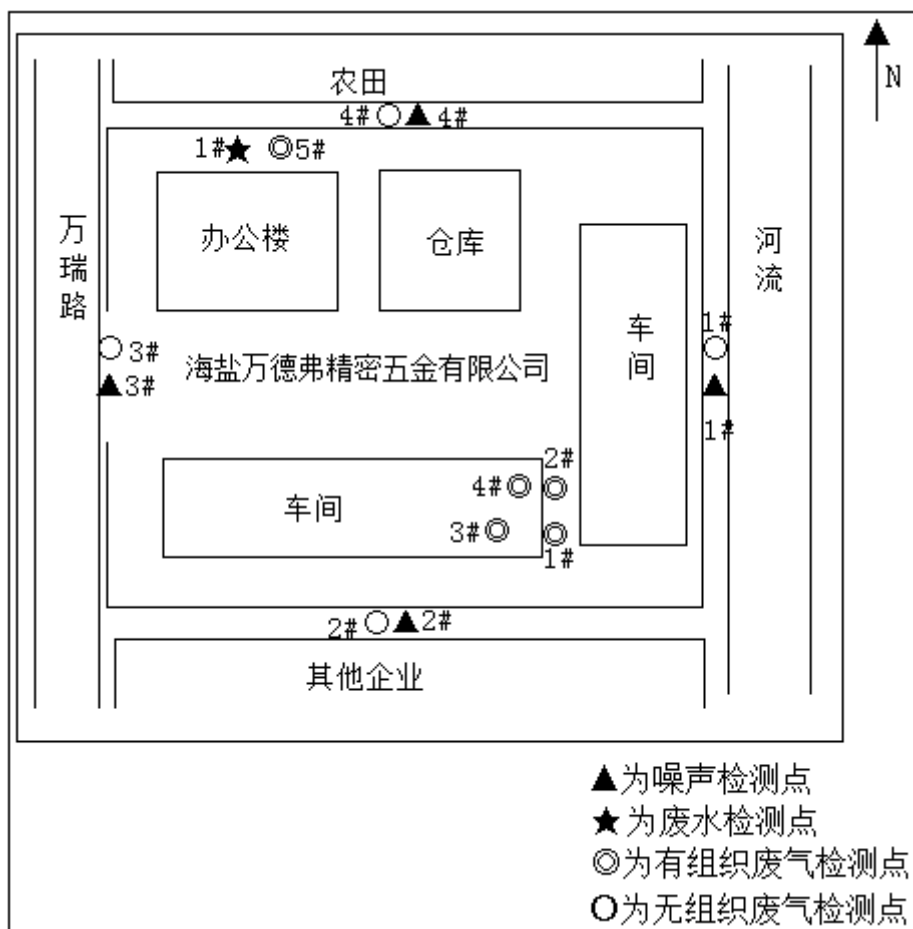 农田
N
4# 4#
1# 5#
办公楼
仓库
万瑞路
河流
车间
1#
3#
海盐万德弗精密五金有限公司
3#
1#
2#
4#
车间
3#
1#
2# 2#
其他企业
▲为噪声检测点
★为废水检测点
◎为有组织废气检测点
○为无组织废气检测点